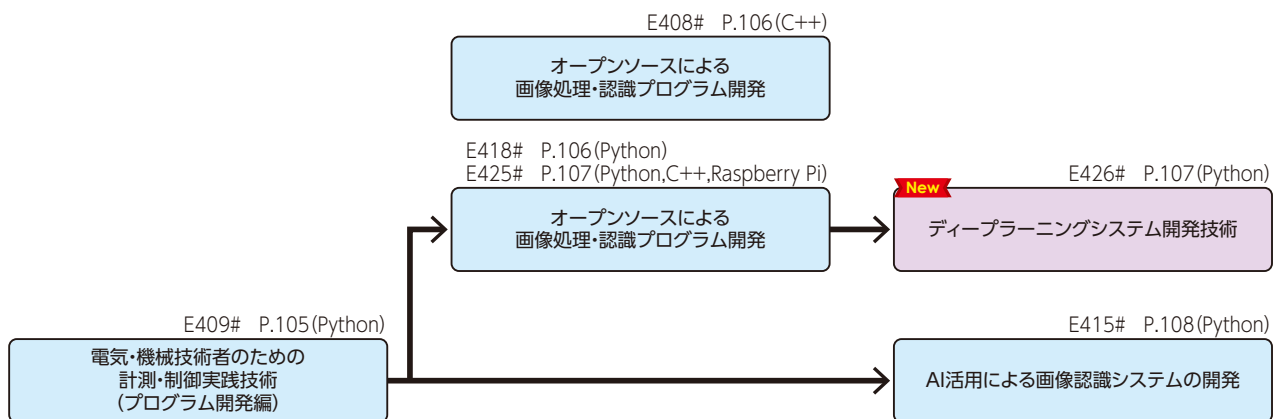 E408# P.106(C++)
オープンソースによる
画像処理・認識プログラム開発
E418# P.106(Python)
E425# P.107(Python,C++,Raspberry Pi)
オープンソースによる
画像処理・認識プログラム開発
E426# P.107(Python)
New
ディープラーニングシステム開発技術
E409# P.105(Python)
電気・機械技術者のための
計測・制御実践技術
(プログラム開発編)
E415# P.108(Python)
AI活用による画像認識システムの開発